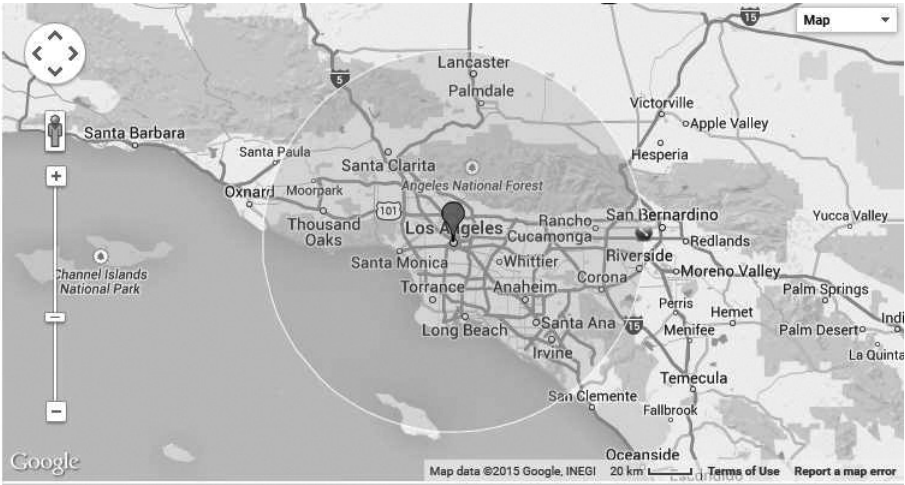 15
Map
5
Lancaster
Palmdale
Victorville
Apple Valley
Santa Barbara
Santa Paula
Santa Clarita
Hesperia
Oxnard
Moorpark
Angeles National Forest
101
Thousand
Oaks
Los Angeles
Rancho
Cucamonga
San Bernardino
Yucca Valley
Redlands
Santa Monica
Whittier
Riverside
Moreno Valley
Channel Islands
National Park
Torrance
Anaheim
Corona
Palm Springs
Perris
Hemet
Long Beach
Santa Ana
15
Menifee
Palm Desert
Indi
Irvine
La Quinta
Temecula
San Clemente
Fallbrook
Oceanside
Google
Map data ©2015 Google, INEGI 20 km Terms of Use Report a map error
Escondido